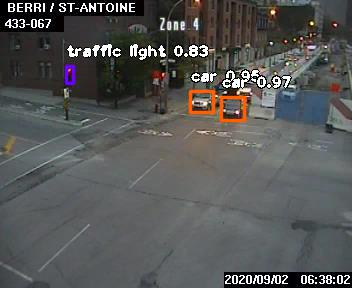 BERRI / ST-ANTOINE
433-067
Zone 4
traffic light 0.83
car 0.95
car 0.97
2020/09/02 06:38:02